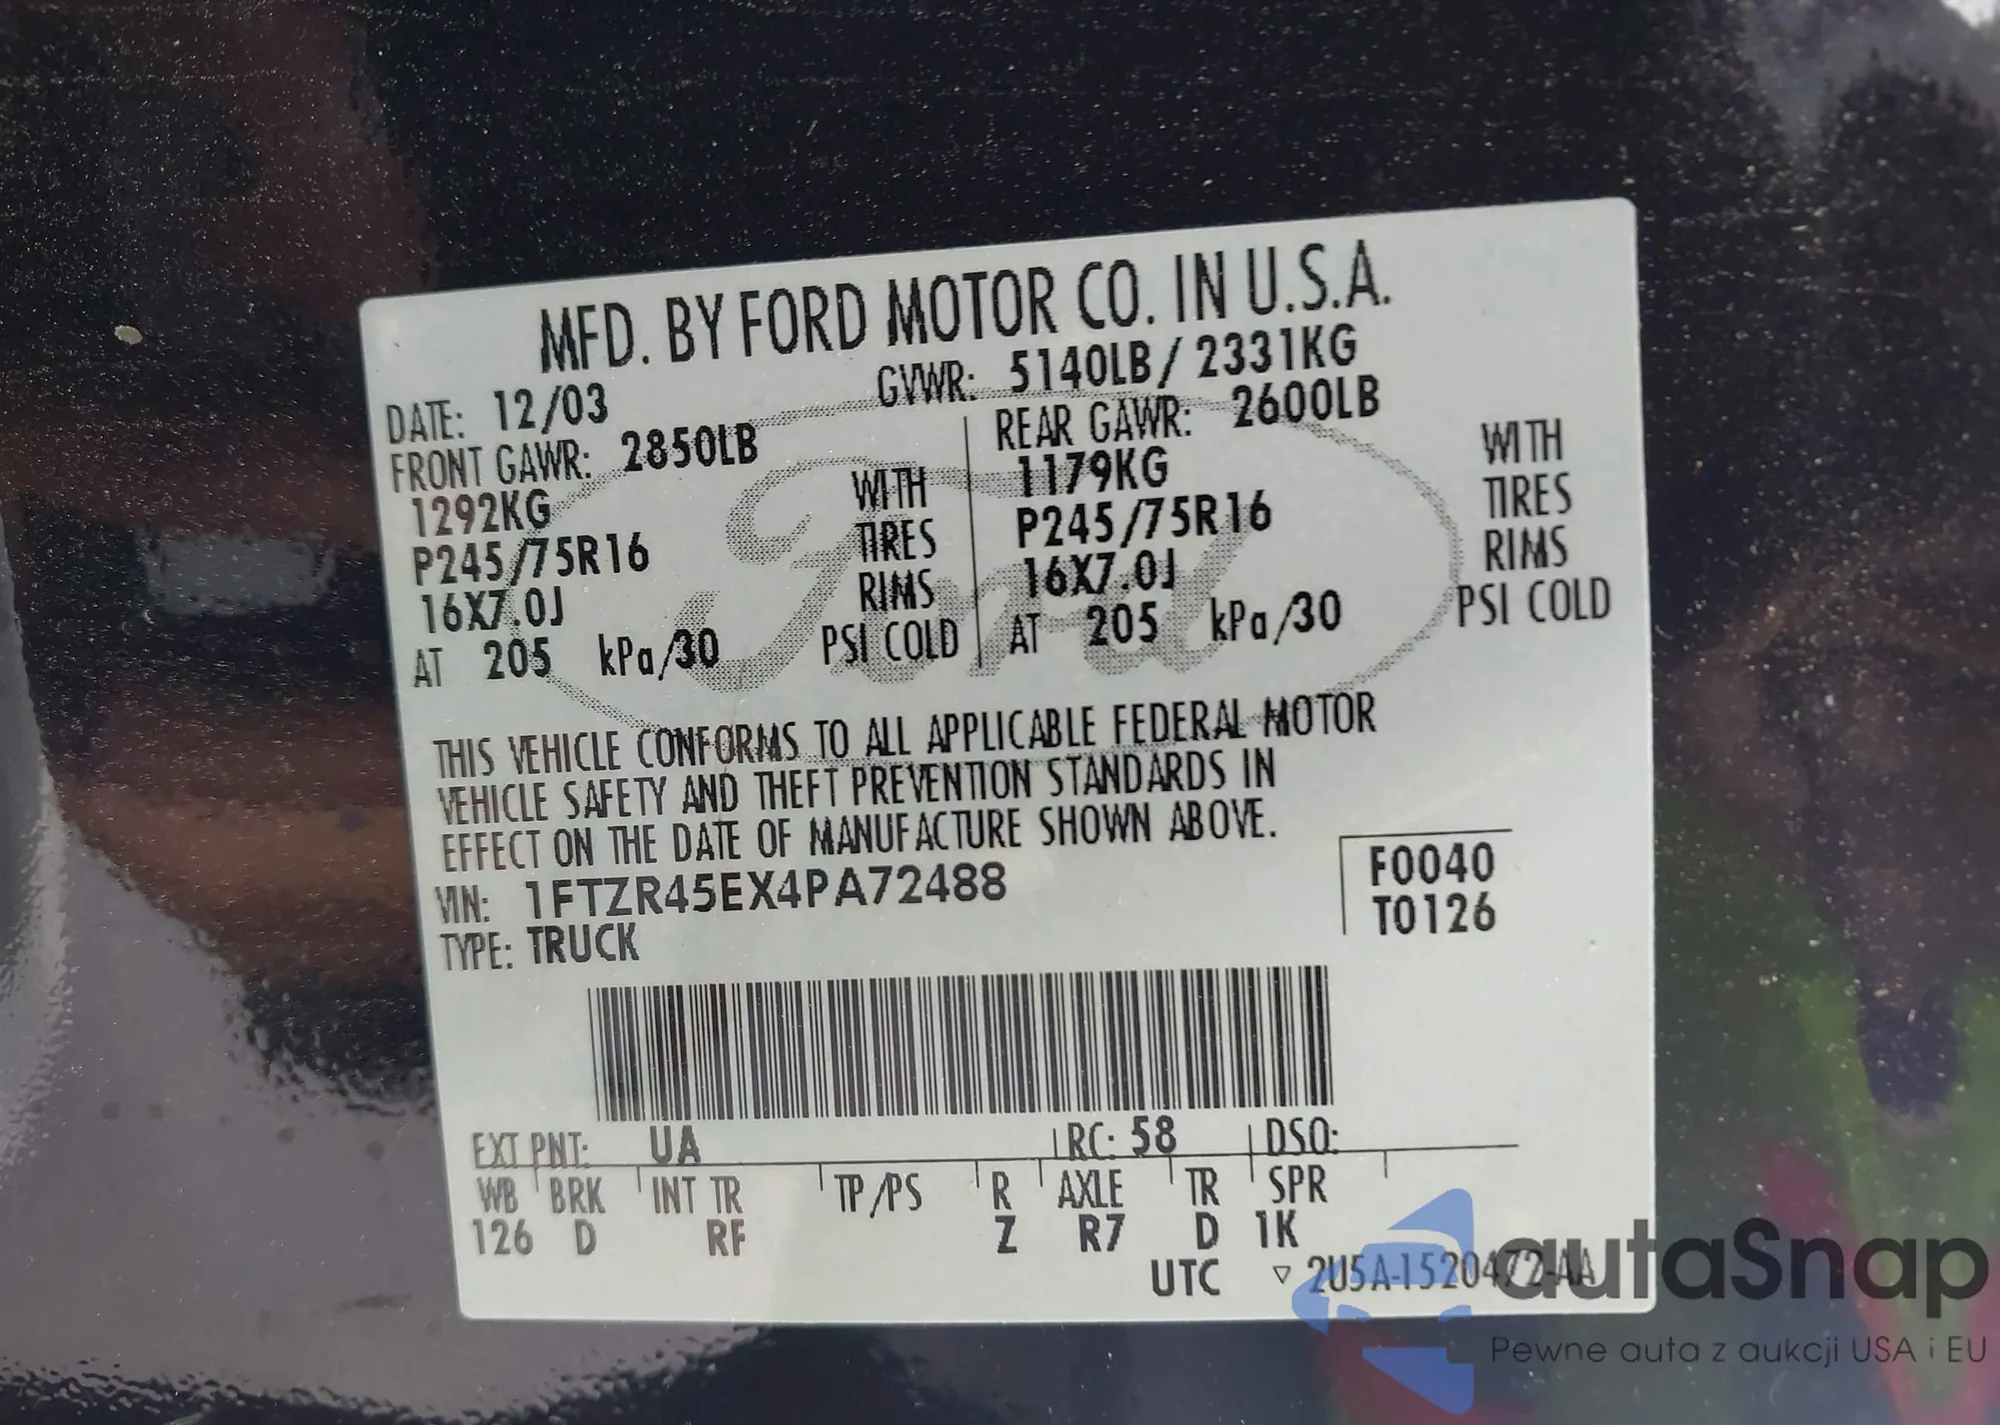 MFD. BY FORD MOTOR CO. IN U.S.A.
DATE: 12/03 GVWR: 5140LB / 2331KG
FRONT GAWR: 2850LB REAR GAWR: 2600LB
1292KG WITH 1179KG WITH
P245/75R16 TIRES P245/75R16 TIRES
16X7.0J RIMS 16X7.0J RIMS
AT 205 kPa/30 PSI COLD AT 205 kPa/30 PSI COLD
Ford
THIS VEHICLE CONFORMS TO ALL APPLICABLE FEDERAL MOTOR
VEHICLE SAFETY AND THEFT PREVENTION STANDARDS IN
EFFECT ON THE DATE OF MANUFACTURE SHOWN ABOVE.
VIN: 1FTZR45EX4PA72488 F0040
TYPE: TRUCK T0126
EXT PNT: UA RC: 58 DSO:
WB BRK INT TR TP/PS R AXLE TR SPR
126 D RF Z R7 D 1K
UTC ▽ 2U5A-1520472-AA
autaSnap
Pewne auta z aukcji USA i EU